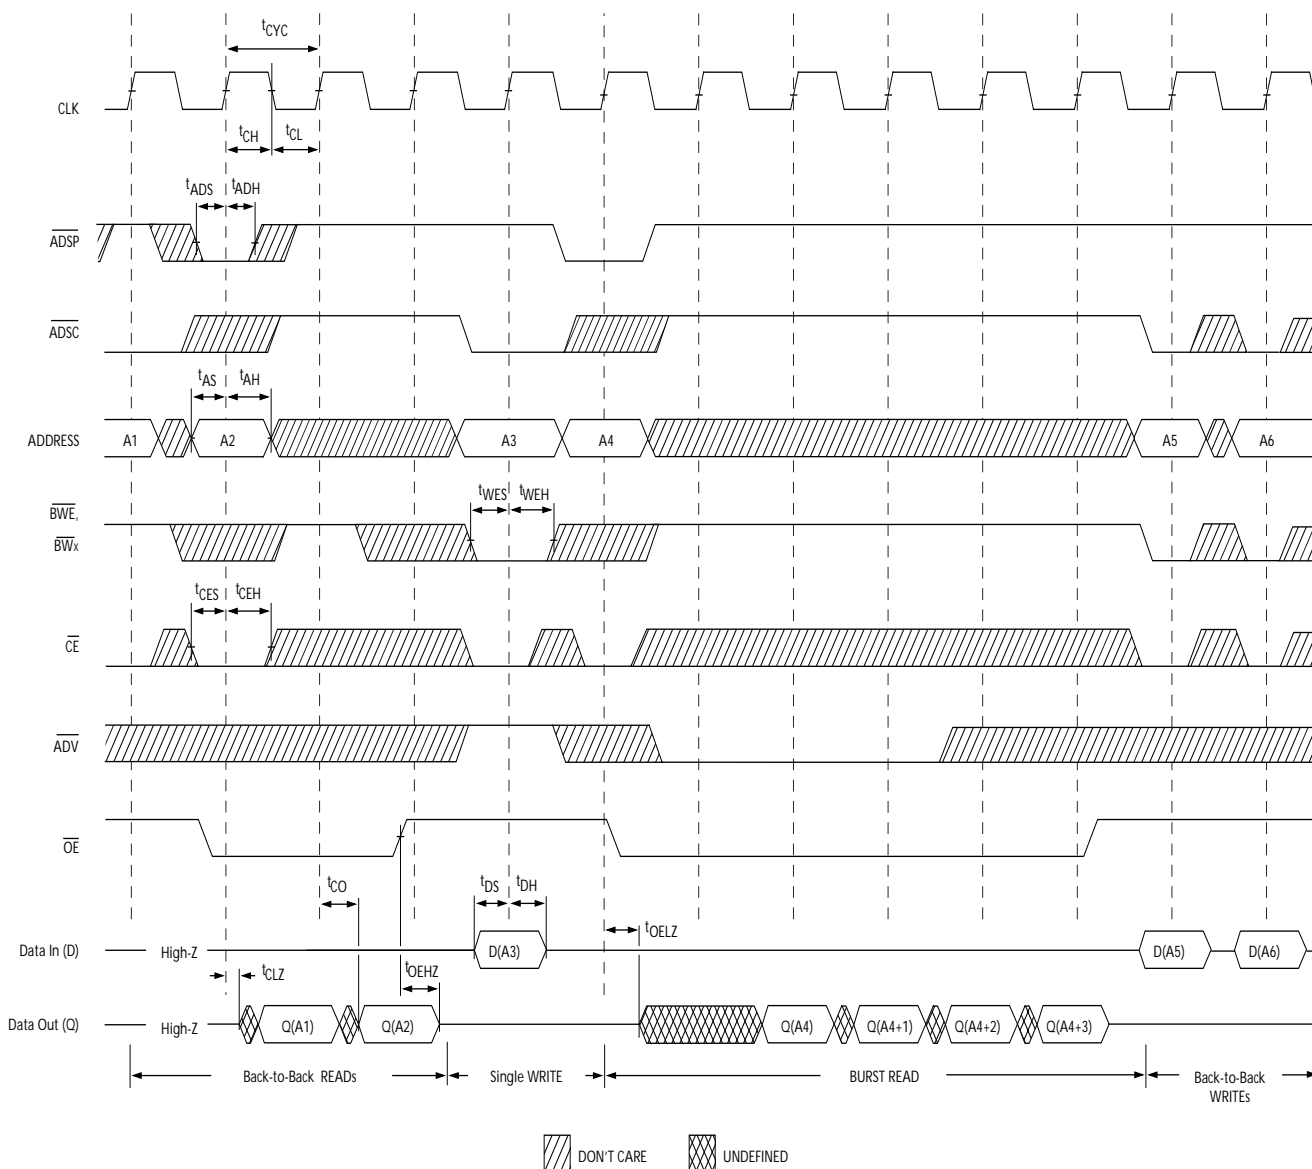 tCYC
CLK
tCH
tCL
tADS
tADH
ADSP
ADSC
tAS
tAH
ADDRESS
A1
A2
A3
A4
A5
A6
tWES
tWEH
BWE,
BWx
tCES
tCEH
CE
ADV
OE
tCO
tDS
tDH
tOELZ
Data In (D)
High-Z
D(A3)
D(A5)
D(A6)
tCLZ
tOEHZ
Data Out (Q)
High-Z
Q(A1)
Q(A2)
Q(A4)
Q(A4+1)
Q(A4+2)
Q(A4+3)
Back-to-Back READs
Single WRITE
BURST READ
Back-to-Back
WRITEs
DON'T CARE
UNDEFINED